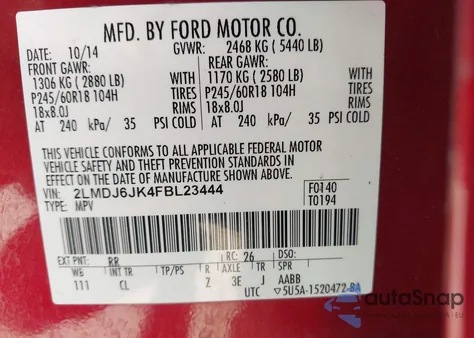 MFD. BY FORD MOTOR CO.
DATE: 10/14 GVWR: 2468 KG ( 5440 LB)
FRONT GAWR: REAR GAWR:
1306 KG ( 2880 LB) WITH 1170 KG ( 2580 LB) WITH
P245/60R18 104H TIRES P245/60R18 104H TIRES
18x8.0J RIMS 18x8.0J RIMS
AT 240 kPa/ 35 PSI COLD AT 240 kPa/ 35 PSI COLD
THIS VEHICLE CONFORMS TO ALL APPLICABLE FEDERAL MOTOR
VEHICLE SAFETY AND THEFT PREVENTION STANDARDS IN
EFFECT ON THE DATE OF MANUFACTURE SHOWN ABOVE.
VIN: 2LMDJ6JK4FBL23444 F0140
TYPE: MPV T0194
EXT PNT: RR RC: 26 DSO:
WB INT TR TP/PS R AXLE TR SPR
111 CL Z 3E J AABB
UTC 5U5A-1520472-BA
autoSnap